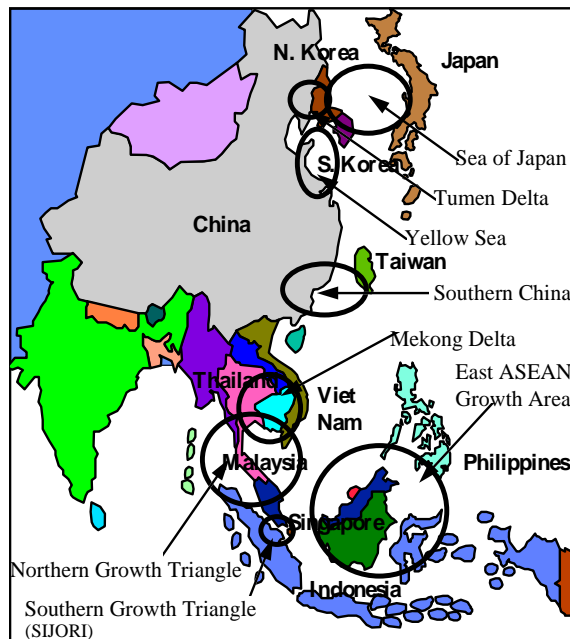 N. Korea
Japan
S. Korea
Sea of Japan
Tumen Delta
China
Yellow Sea
Taiwan
Southern China
Mekong Delta
Thailand
East ASEAN
Growth Area
Viet
Nam
Malaysia
Philippines
Singapore
Northern Growth Triangle
Indonesia
Southern Growth Triangle
(SIJORI)